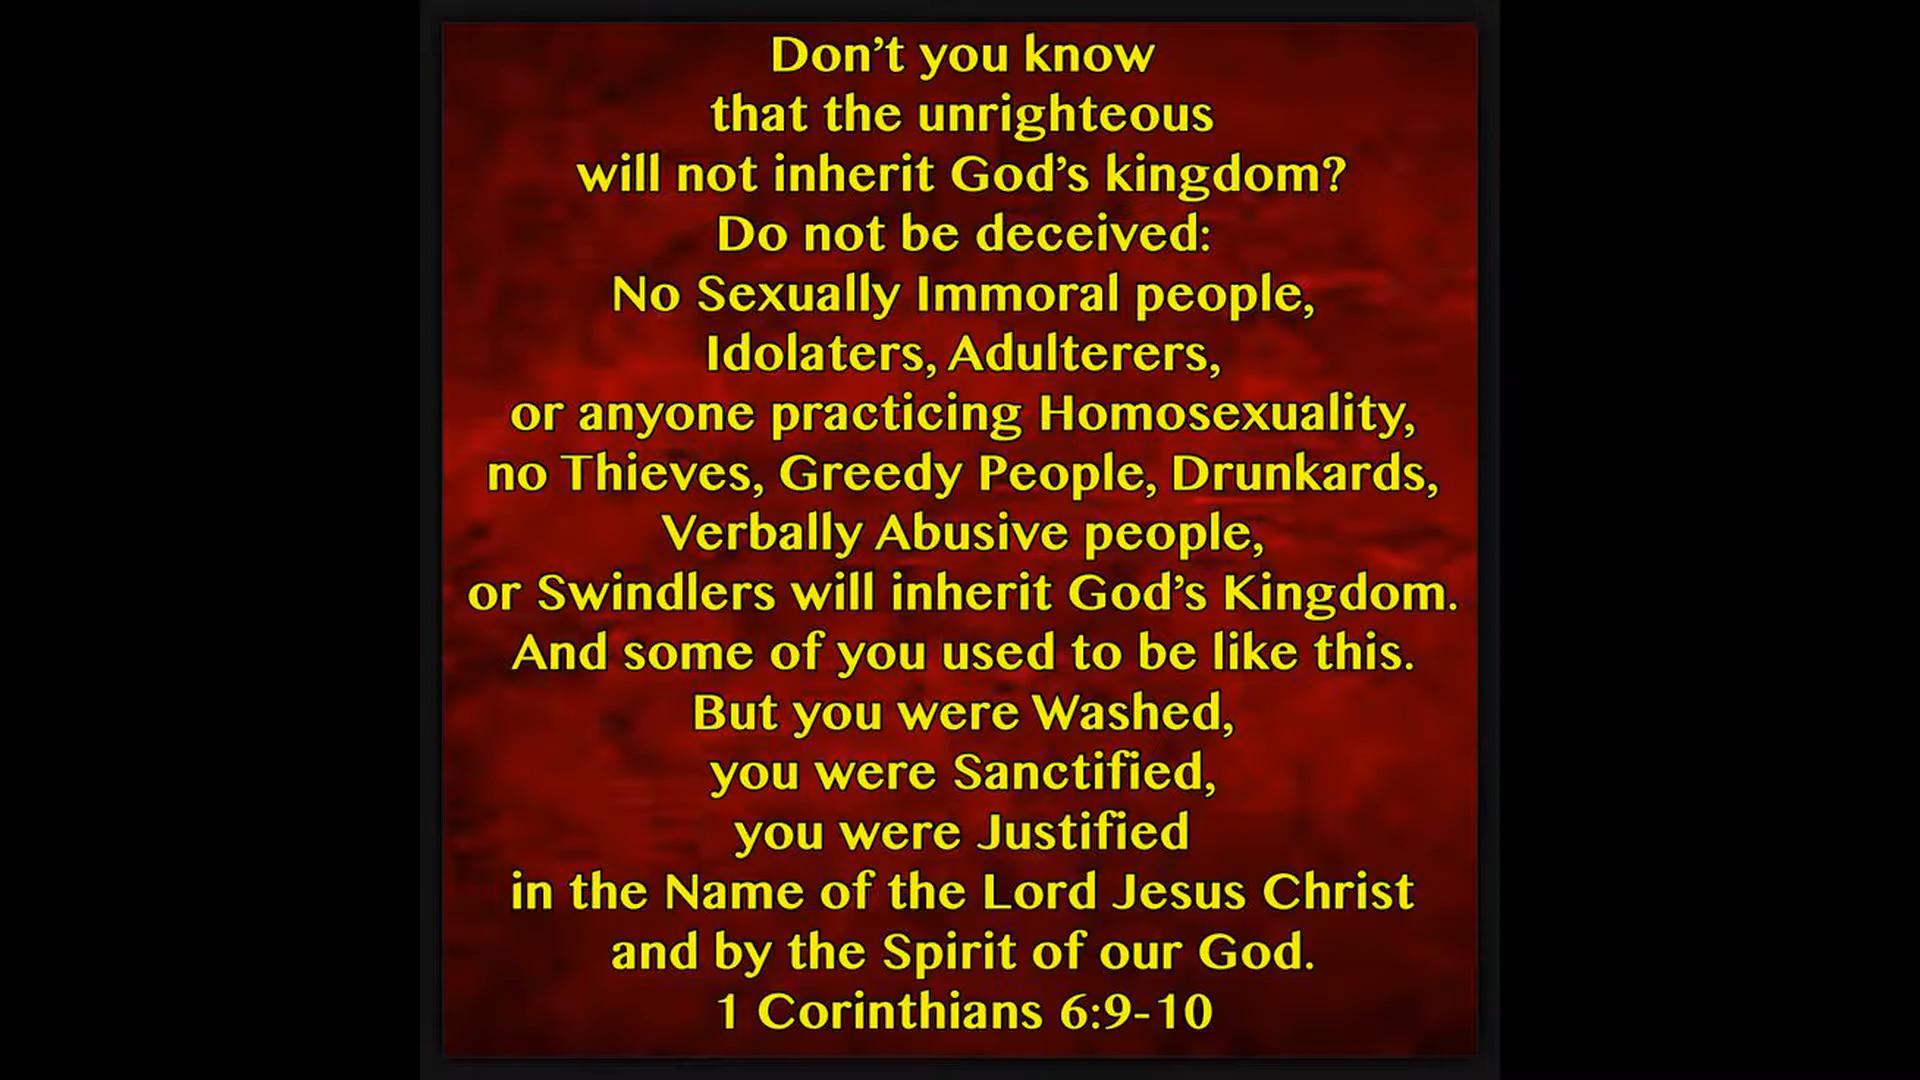 Don’t you know
that the unrighteous
will not inherit God’s kingdom?
Do not be deceived:
No Sexually Immoral people,
Idolaters, Adulterers,
or anyone practicing Homosexuality,
no Thieves, Greedy People, Drunkards,
Verbally Abusive people,
or Swindlers will inherit God’s Kingdom.
And some of you used to be like this.
But you were Washed,
you were Sanctified,
you were Justified
in the Name of the Lord Jesus Christ
and by the Spirit of our God.
1 Corinthians 6:9-10